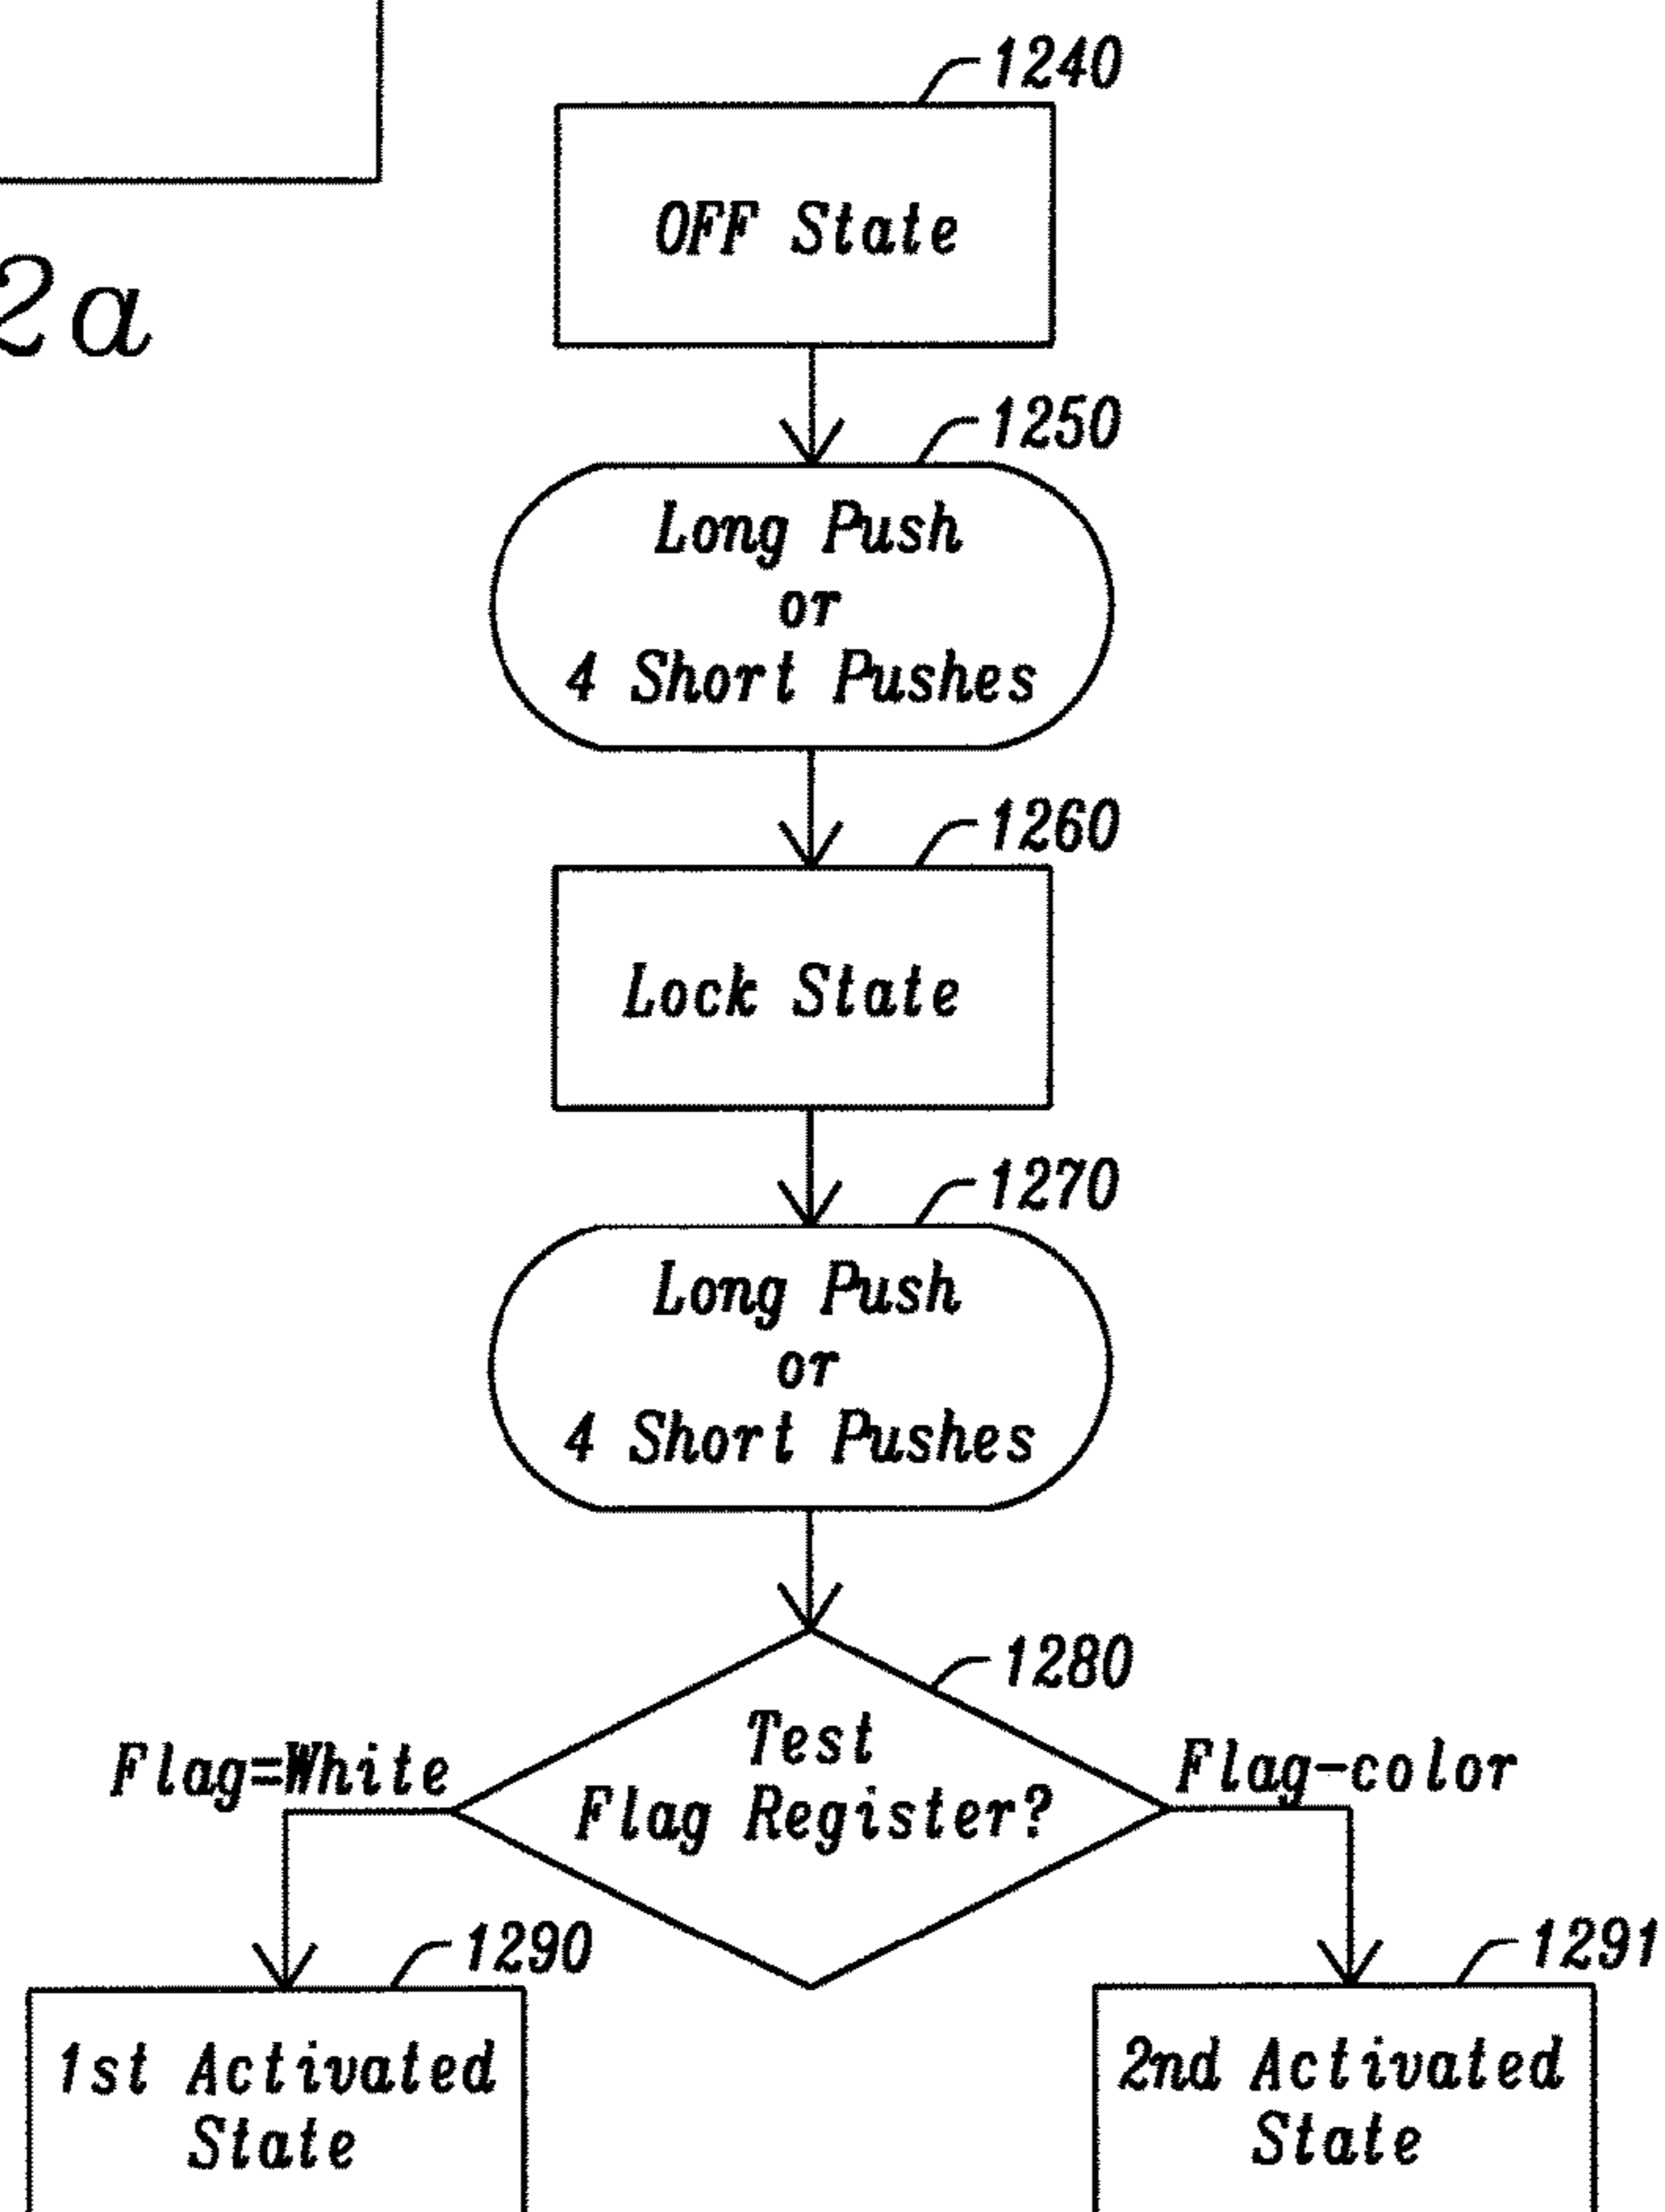 1240
OFF State
2a
1250
Long Push
or
4 Short Pushes
1260
Lock State
1270
Long Push
or
4 Short Pushes
1280
Test
Flag Register?
Flag=White
Flag-color
1290
1st Activated
State
1291
2nd Activated
State